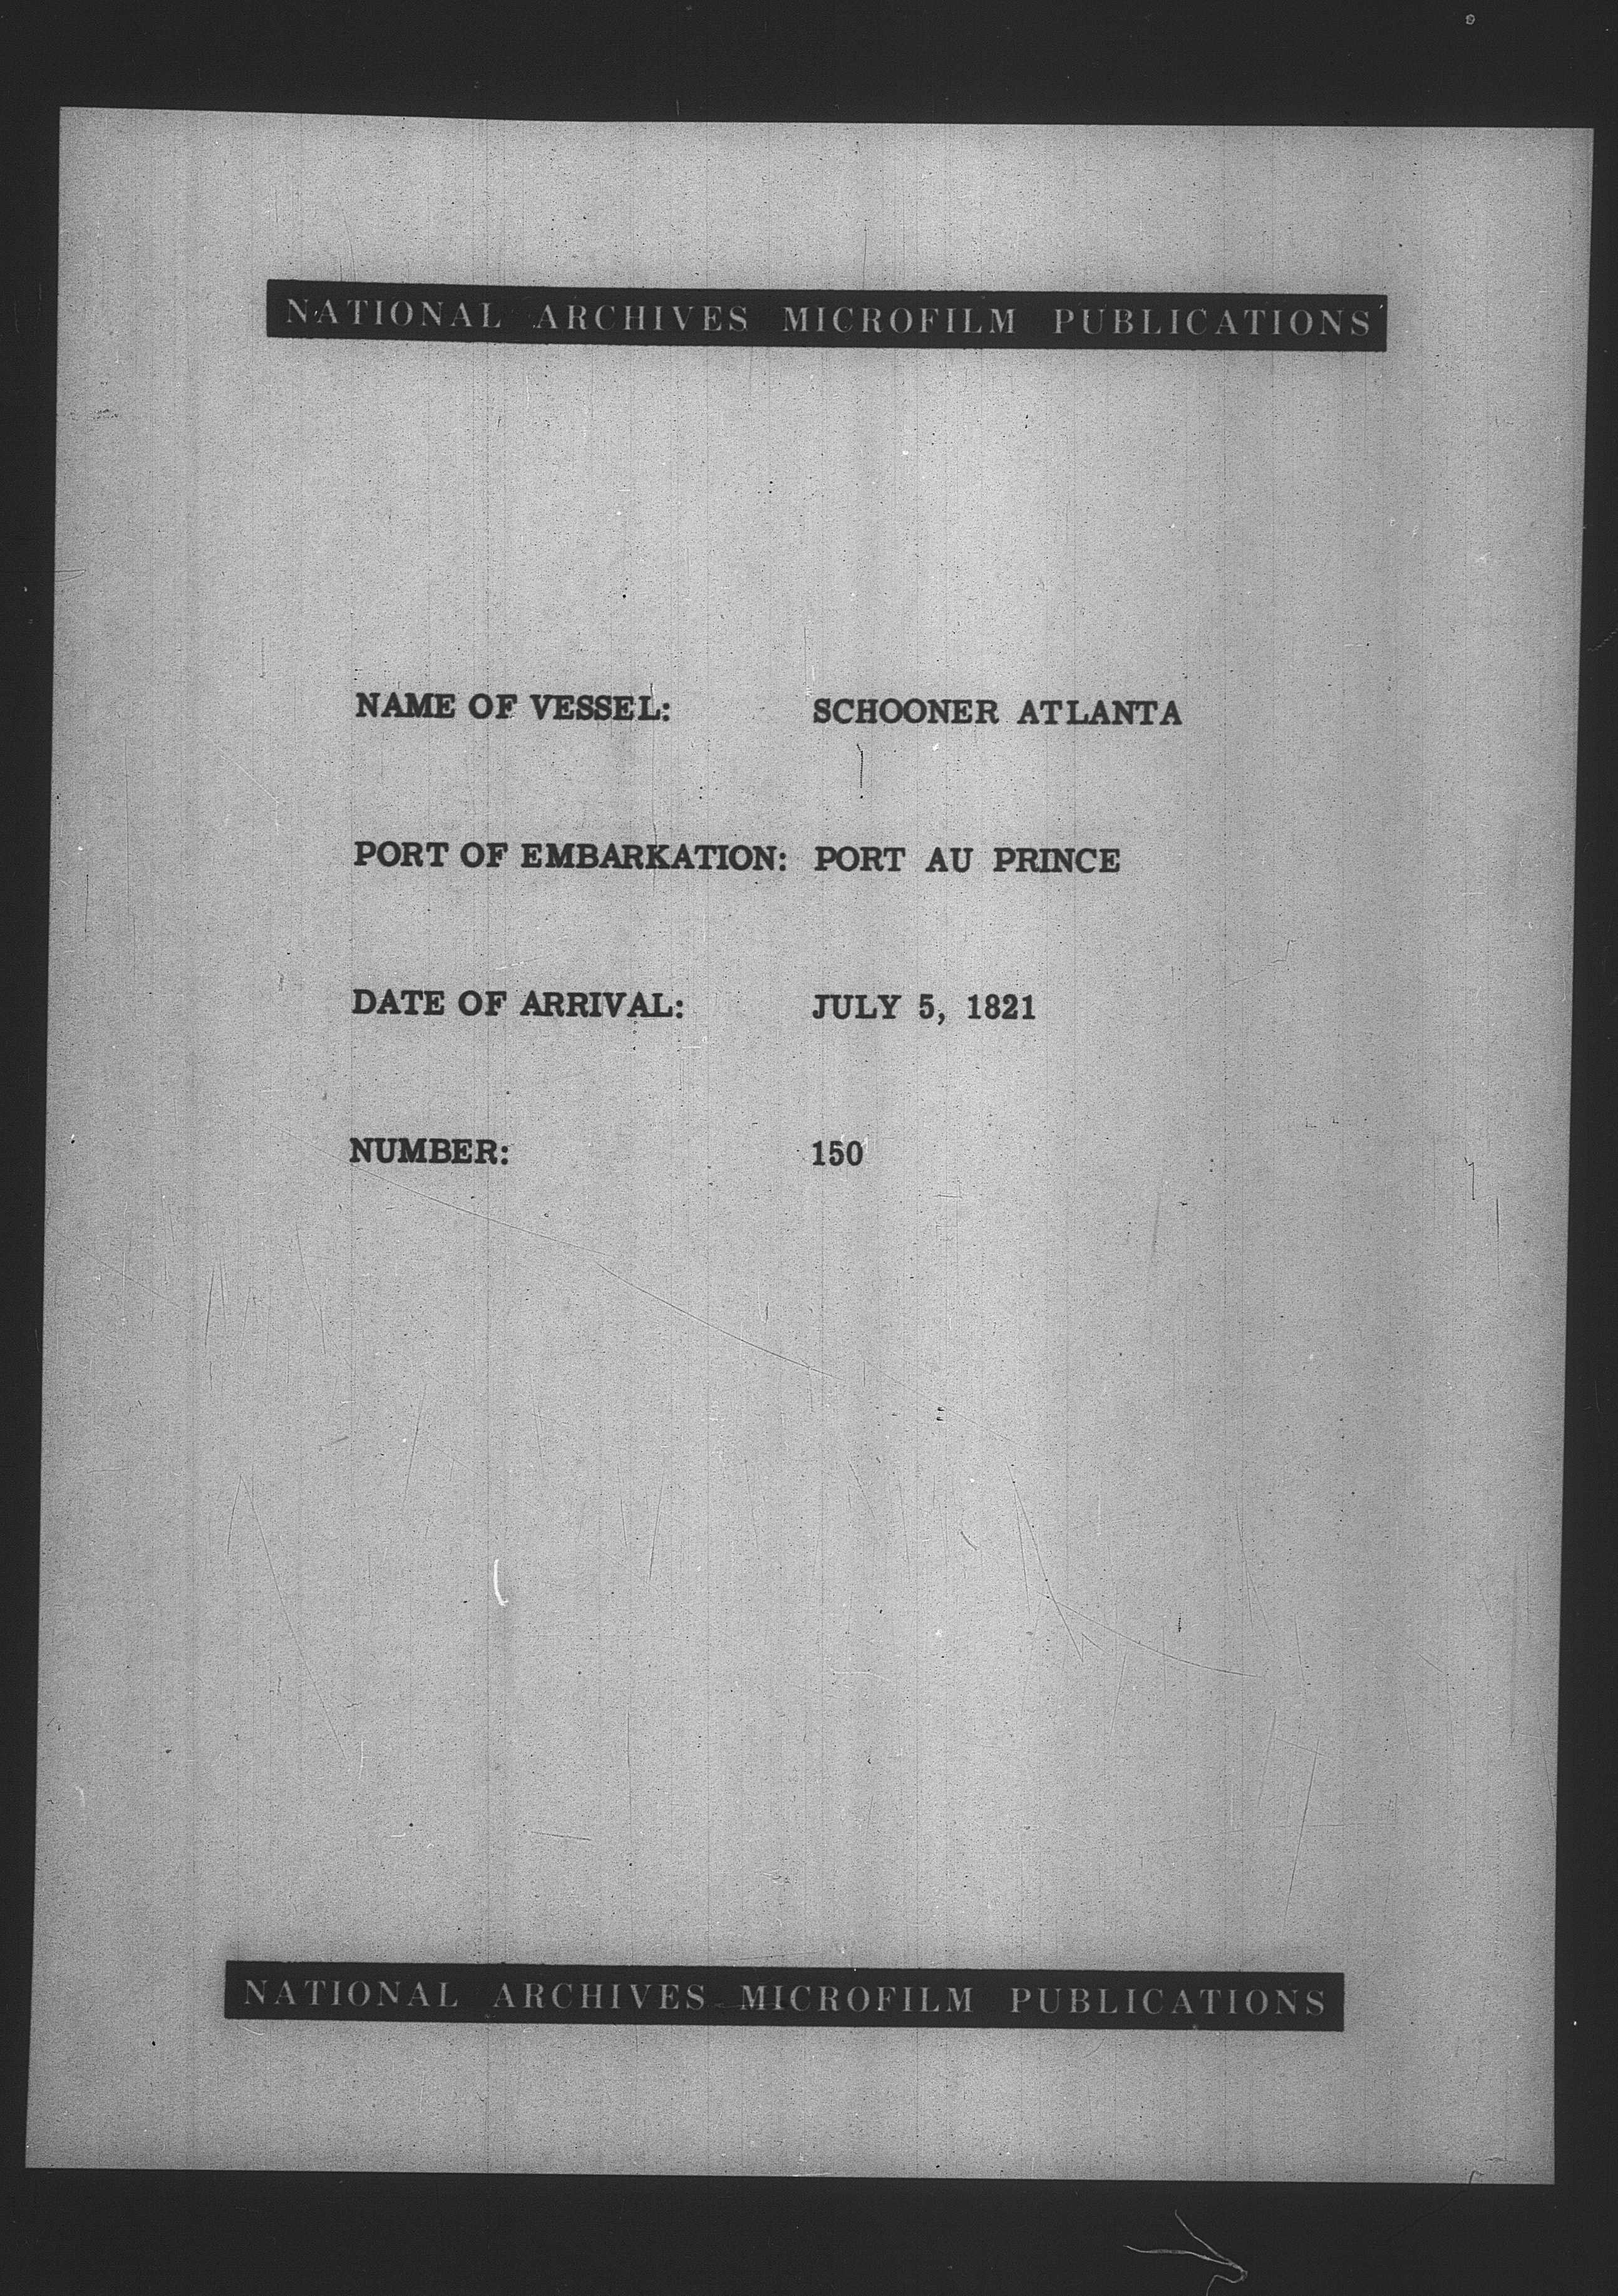 NATIONAL ARCHIVES MICROFILM PUBLICATIONS
NAME OF VESSEL: SCHOONER ATLANTA
PORT OF EMBARKATION: PORT AU PRINCE
DATE OF ARRIVAL: JULY 5, 1821
NUMBER: 150
NATIONAL ARCHIVES MICROFILM PUBLICATIONS